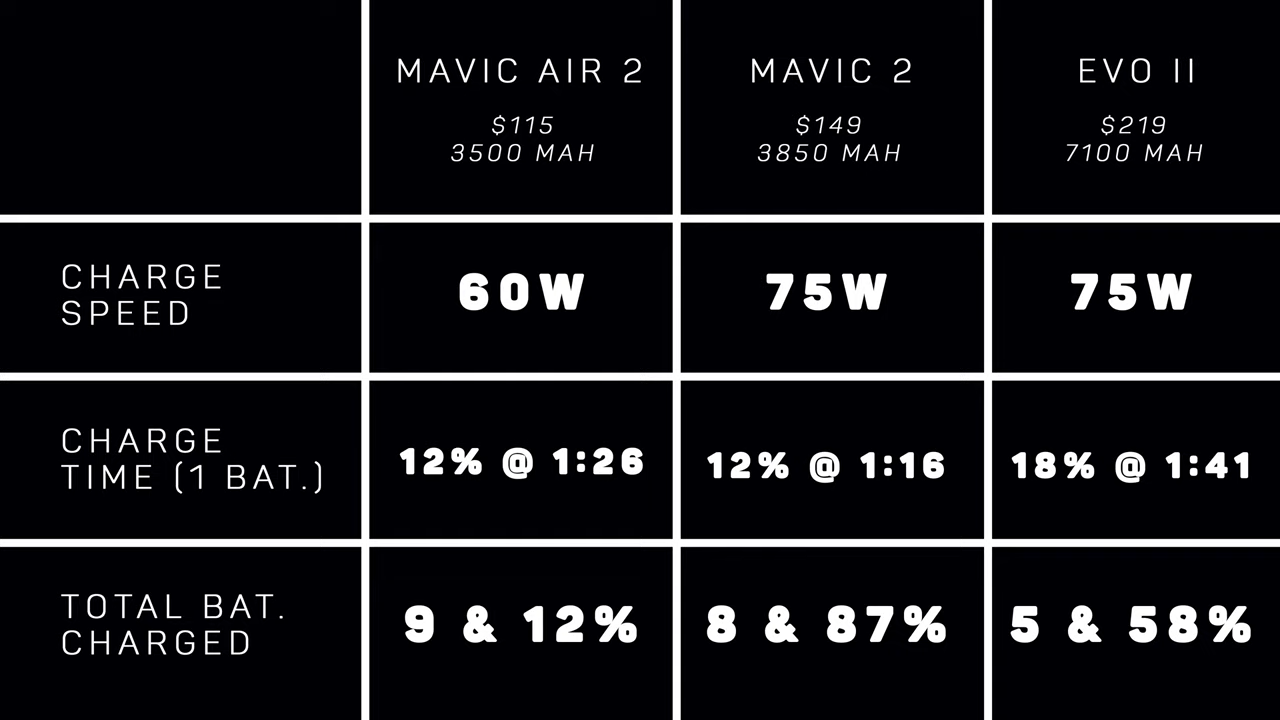 MAVIC AIR 2
$115
3500 MAH
MAVIC 2
$149
3850 MAH
EVO II
$219
7100 MAH
CHARGE
SPEED
60W
75W
75W
CHARGE
TIME (1 BAT.)
12% @ 1:26
12% @ 1:16
18% @ 1:41
TOTAL BAT.
CHARGED
9 & 12%
8 & 87%
5 & 58%